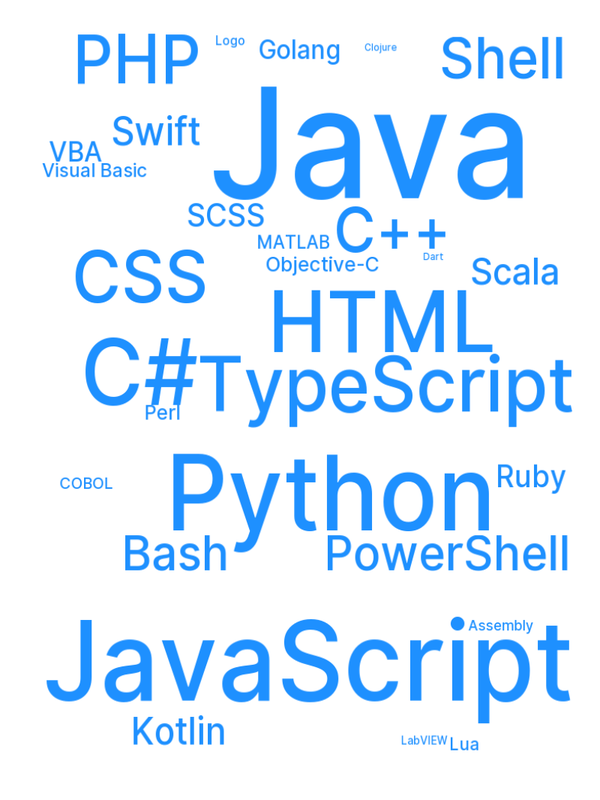 PHP
Logo
Golang
Clojure
Shell
Java
Swift
VBA
Visual Basic
SCSS
C++
MATLAB
Dart
Objective-C
CSS
Scala
HTML
C#
TypeScript
Perl
Python
Ruby
COBOL
Bash
PowerShell
Assembly
JavaScript
Kotlin
LabVIEW
Lua